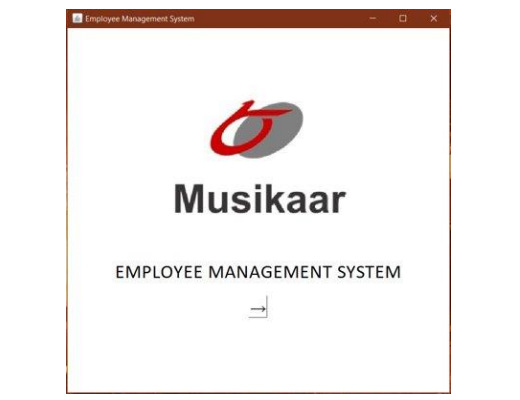 Employee Management System
Musikaar
EMPLOYEE MANAGEMENT SYSTEM
→